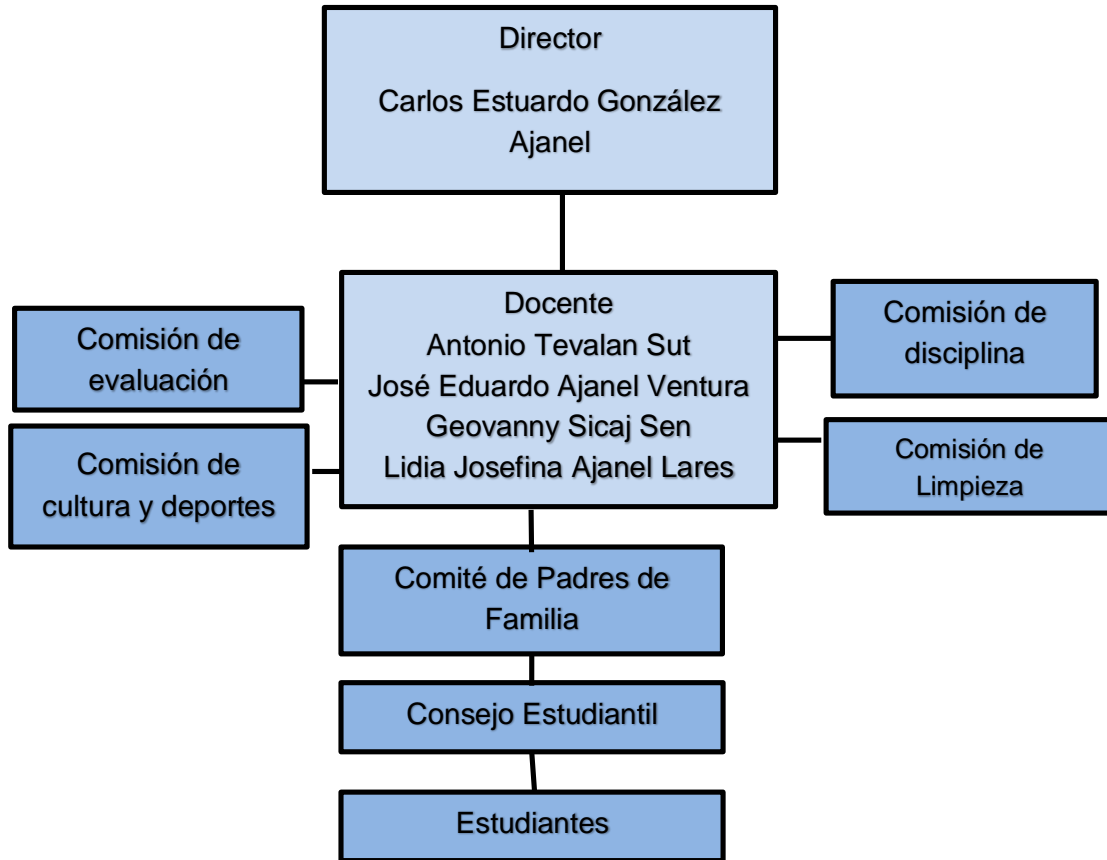 Director
Carlos Estuardo González
Ajanel
Docente
Antonio Tevalan Sut
José Eduardo Ajanel Ventura
Geovanny Sicaj Sen
Lidia Josefina Ajanel Lares
Comisión de
evaluación
Comisión de
cultura y deportes
Comisión de
disciplina
Comisión de
Limpieza
Comité de Padres de
Familia
Consejo Estudiantil
Estudiantes